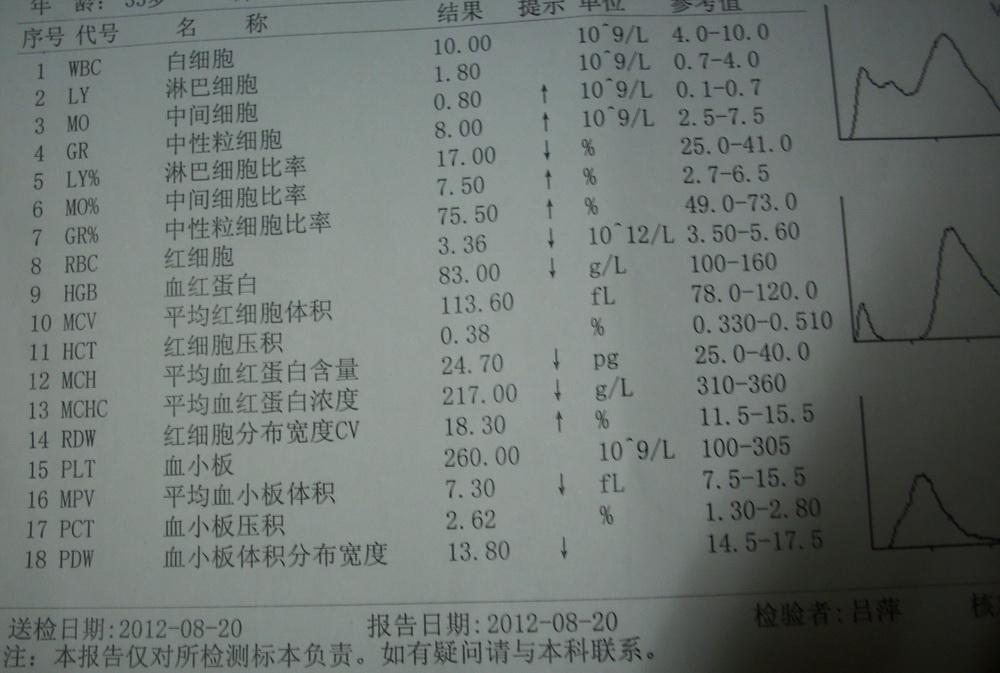 年 龄:
序号 代号 名 称 结果 提示 单位 参考值
1 WBC 白细胞 10.00 10^9/L 4.0-10.0
2 LY 淋巴细胞 1.80 10^9/L 0.7-4.0
3 MO 中间细胞 0.80 ↑ 10^9/L 0.1-0.7
4 GR 中性粒细胞 8.00 ↑ 10^9/L 2.5-7.5
5 LY% 淋巴细胞比率 17.00 ↓ % 25.0-41.0
6 MO% 中间细胞比率 7.50 ↑ % 2.7-6.5
7 GR% 中性粒细胞比率 75.50 ↑ % 49.0-73.0
8 RBC 红细胞 3.36 ↓ 10^12/L 3.50-5.60
9 HGB 血红蛋白 83.00 ↓ g/L 100-160
10 MCV 平均红细胞体积 113.60 fL 78.0-120.0
11 HCT 红细胞压积 0.38 % 0.330-0.510
12 MCH 平均血红蛋白含量 24.70 ↓ pg 25.0-40.0
13 MCHC 平均血红蛋白浓度 217.00 ↓ g/L 310-360
14 RDW 红细胞分布宽度CV 18.30 ↑ % 11.5-15.5
15 PLT 血小板 260.00 10^9/L 100-305
16 MPV 平均血小板体积 7.30 ↓ fL 7.5-15.5
17 PCT 血小板压积 2.62 % 1.30-2.80
18 PDW 血小板体积分布宽度 13.80 ↓ 14.5-17.5
送检日期:2012-08-20 报告日期:2012-08-20 检验者:吕萍 核
注: 本报告仅对所检测标本负责。如有疑问请与本科联系。